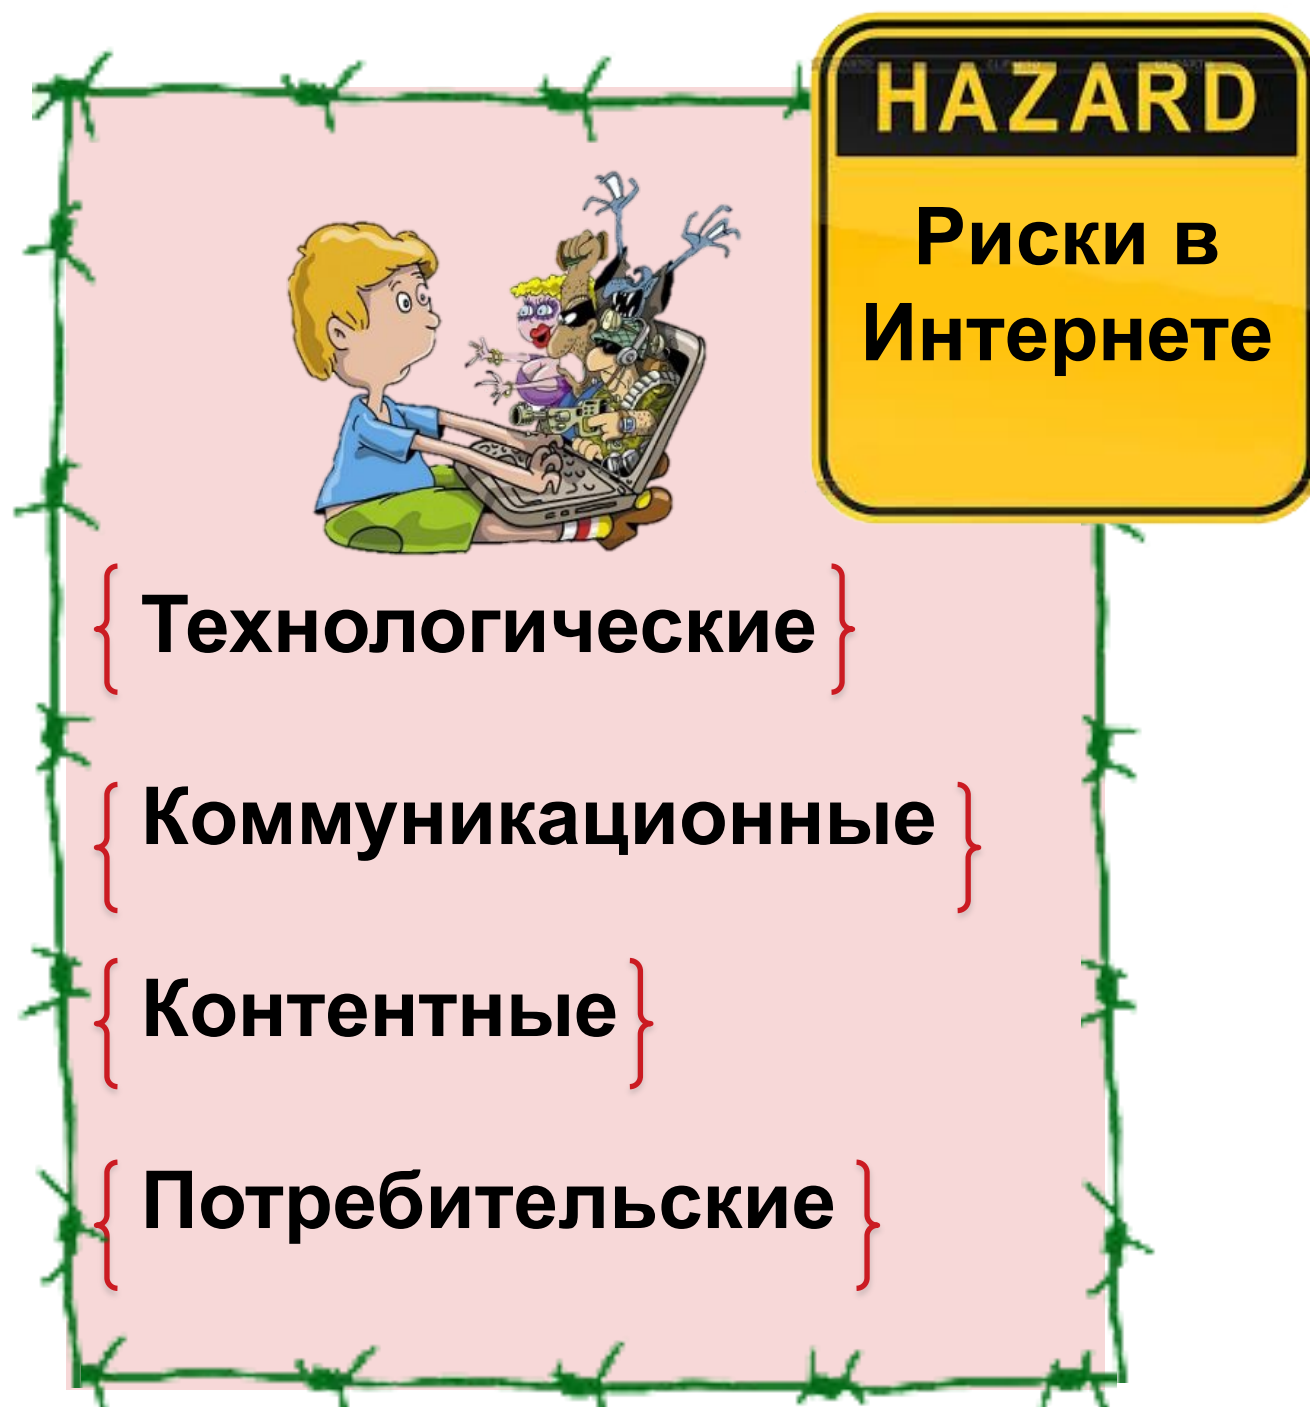 HAZARD
Риски в
Интернете
Технологические
Коммуникационные
Контентные
Потребительские